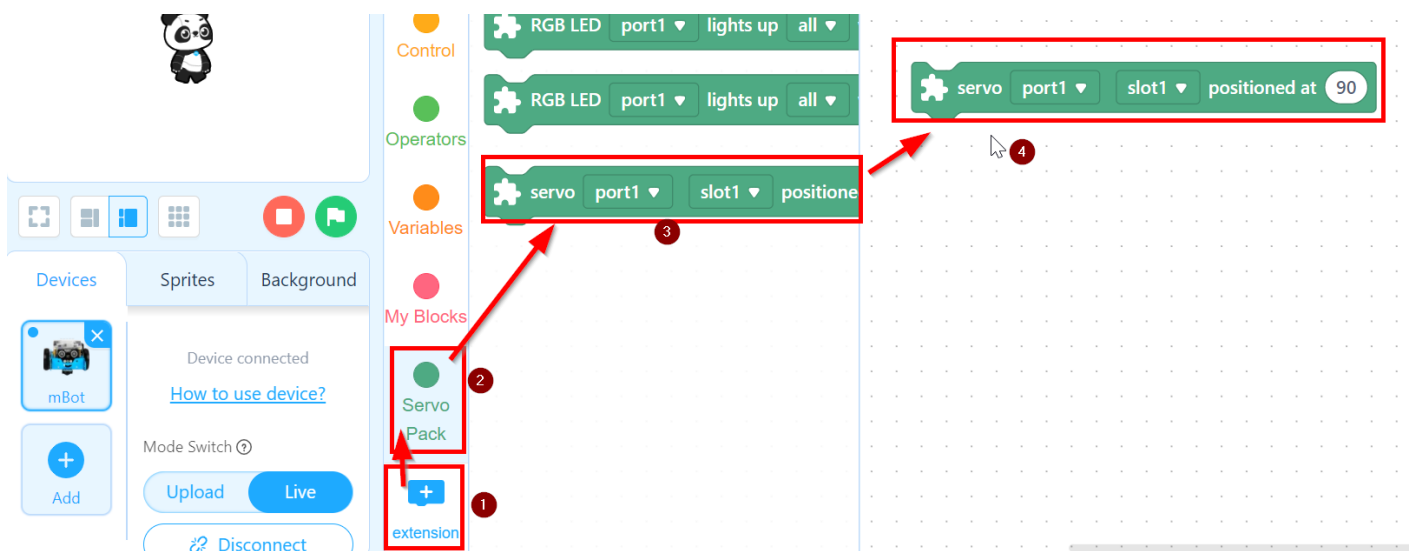 Control
Operators
Variables
My Blocks
Servo
Pack
extension
RGB LED port1 lights up all
RGB LED port1 lights up all
servo port1 slot1 positione
servo port1 slot1 positioned at 90
1
2
3
4
Devices Sprites Background
mBot
Add
Device connected
How to use device?
Mode Switch ?
Upload Live
Disconnect